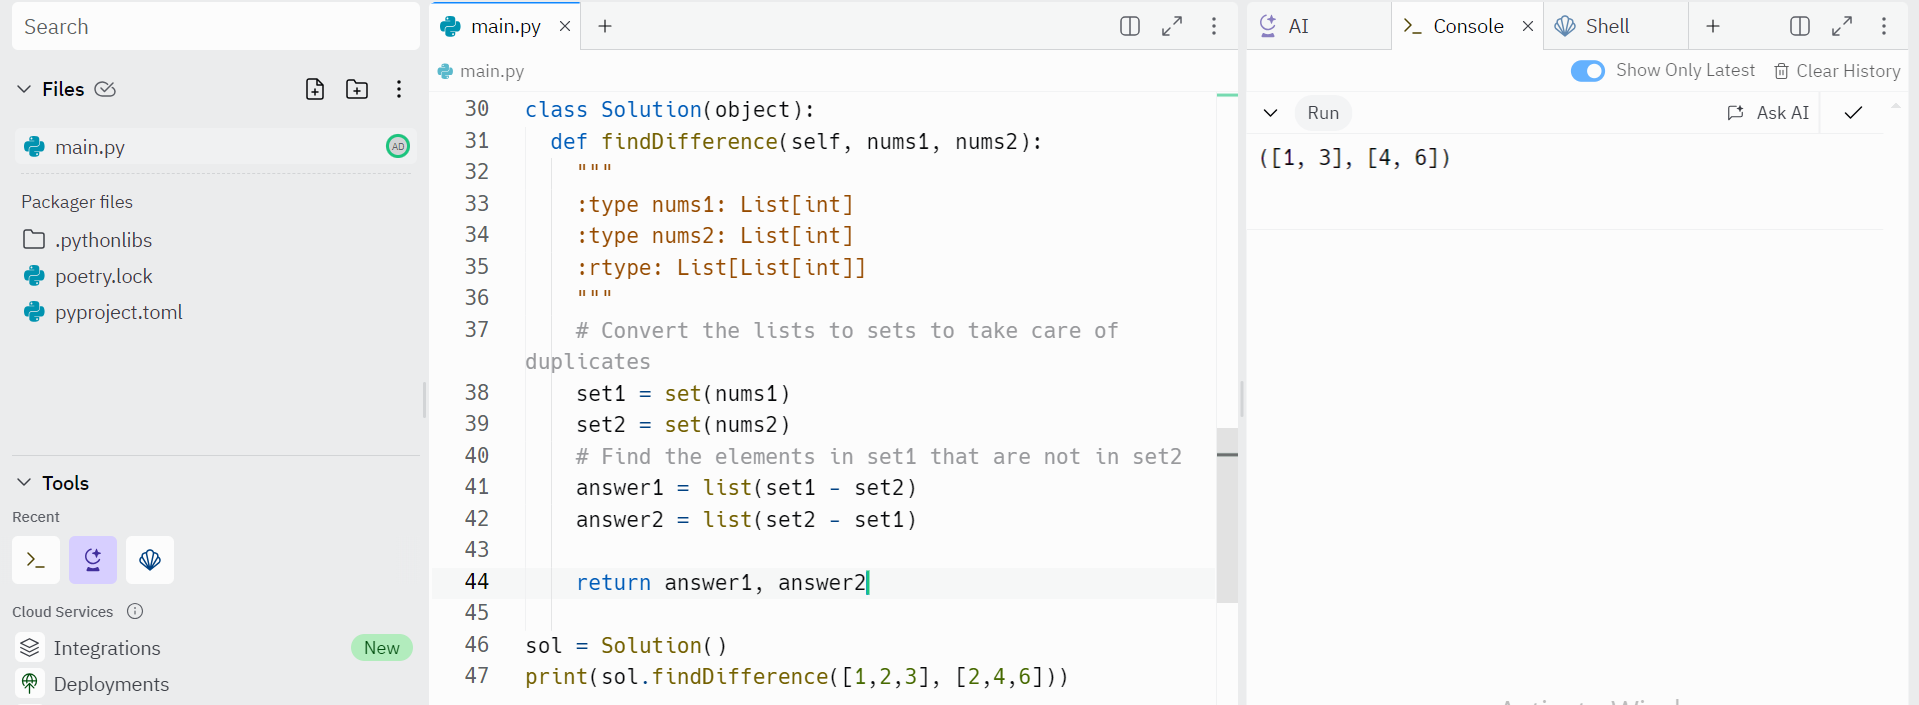 Search
Files
main.py
AD
Packager files
.pythonlibs
poetry.lock
pyproject.toml
Tools
Recent
Cloud Services
Integrations
New
Deployments
main.py
main.py
30 class Solution(object):
31 def findDifference(self, nums1, nums2):
32 """
33 :type nums1: List[int]
34 :type nums2: List[int]
35 :rtype: List[List[int]]
36 """
37 # Convert the lists to sets to take care of
duplicates
38 set1 = set(nums1)
39 set2 = set(nums2)
40 # Find the elements in set1 that are not in set2
41 answer1 = list(set1 - set2)
42 answer2 = list(set2 - set1)
43
44 return answer1, answer2
45
46 sol = Solution()
47 print(sol.findDifference([1,2,3], [2,4,6]))
AI
Console
Shell
Show Only Latest
Clear History
Run
Ask AI
([1, 3], [4, 6])